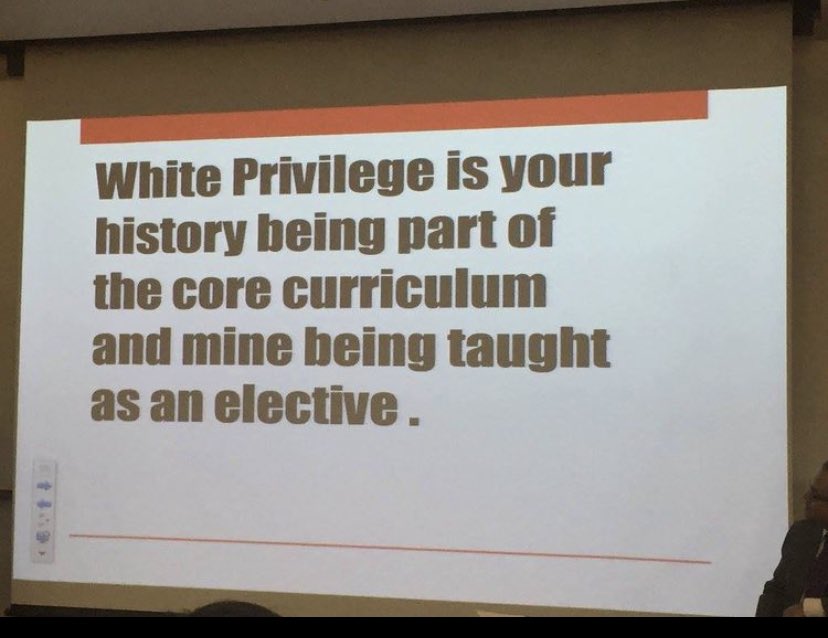 White Privilege is your
history being part of
the core curriculum
and mine being taught
as an elective .